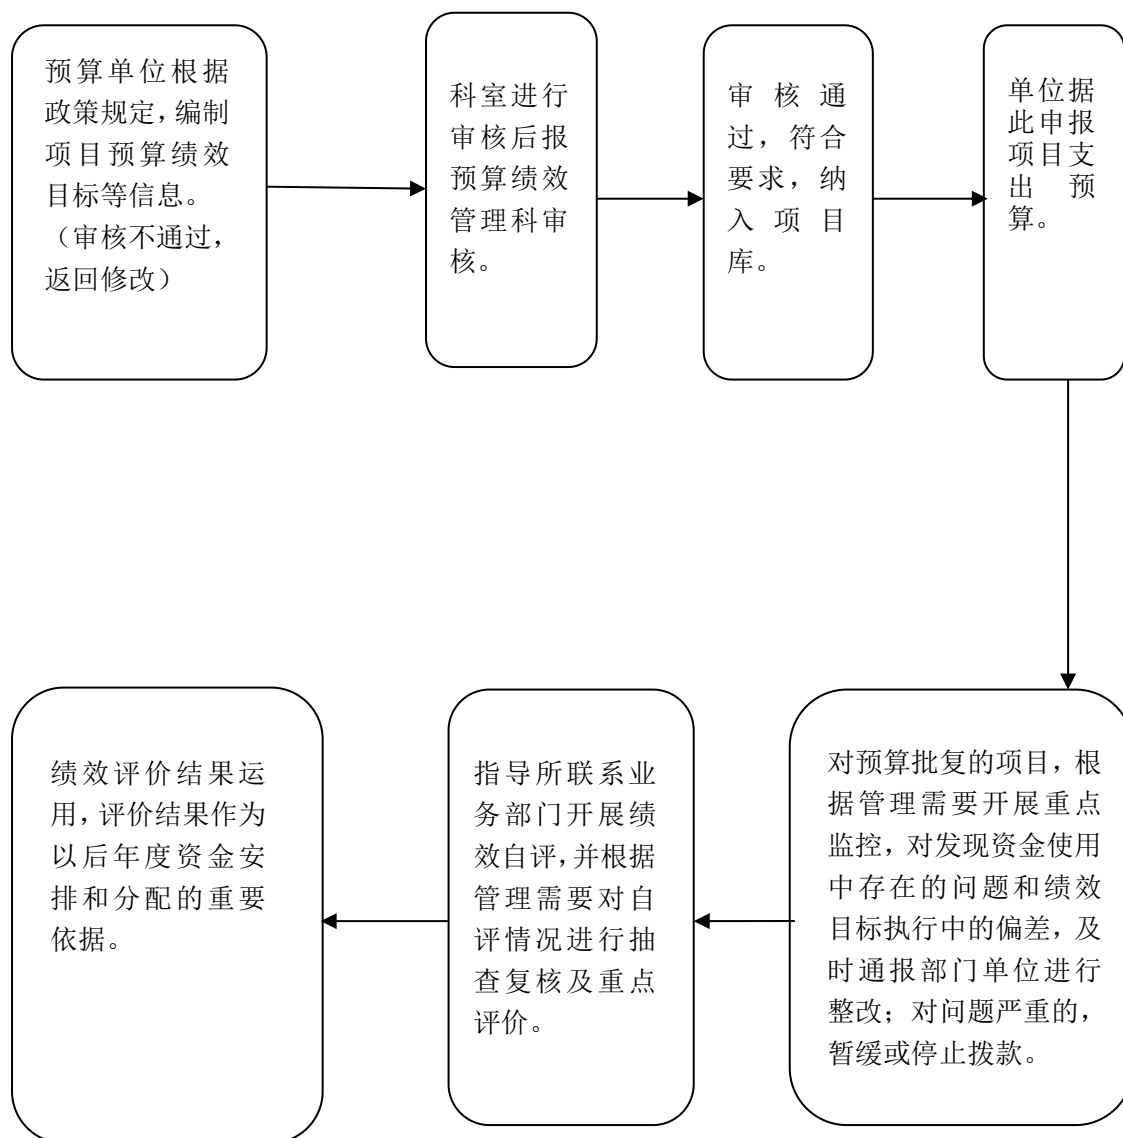 预算单位根据
政策规定，编制
项目预算绩效
目标等信息。
（审核不通过，
返回修改）
科室进行
审核后报
预算绩效
管理科审
核。
审核通
过，符合
要求，纳
入项目
库。
单位据
此申报
项目支
出预
算。
对预算批复的项目，根
据管理需要开展重点
监控，对发现资金使用
中存在的问题和绩效
目标执行中的偏差，及
时通报部门单位进行
整改；对问题严重的，
暂缓或停止拨款。
指导所联系业
务部门开展绩
效自评，并根据
管理需要对自
评情况进行抽
查复核及重点
评价。
绩效评价结果运
用，评价结果作为
以后年度资金安
排和分配的重要
依据。